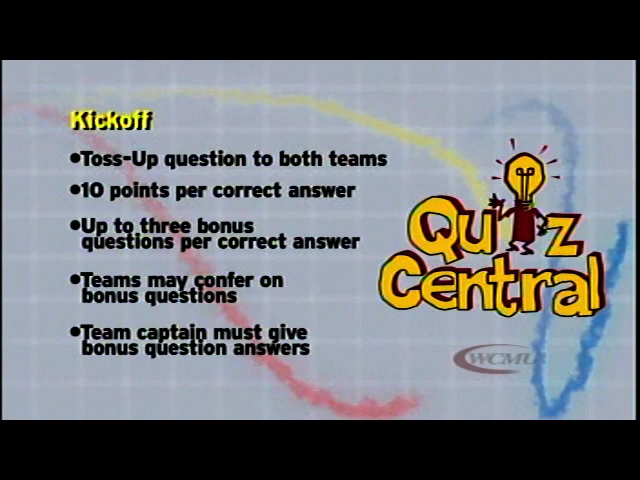 Kickoff
•Toss-Up question to both teams
•10 points per correct answer
•Up to three bonus
questions per correct answer
•Teams may confer on
bonus questions
•Team captain must give
bonus question answers
Quiz
Central
WCMU